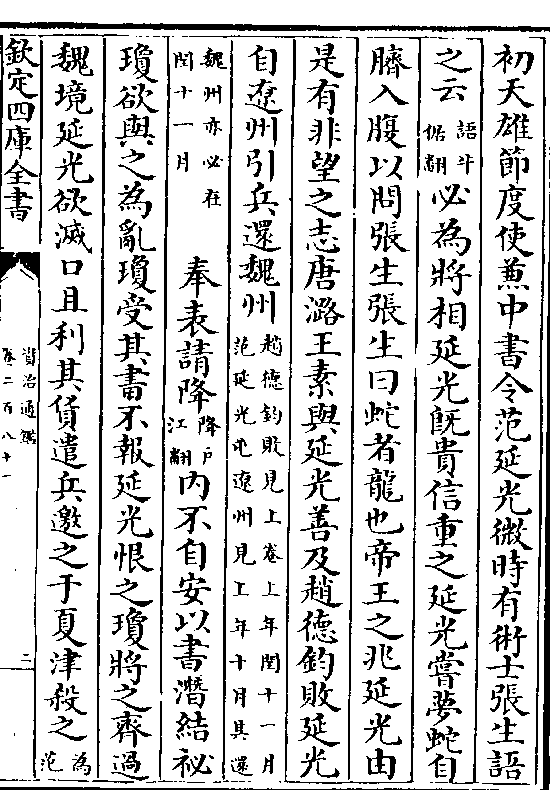 初天雄節度使兼中書令范延光微時有術士張生語
之云語牛倨翻必為將相延光既貴信重之延光嘗夢蛇自
臍入腹以問張生張生曰蛇者龍也帝王之兆延光由
是有非望之志唐潞王素與延光善及趙德鈞敗延光
自遼州引兵還魏州趙德鈞敗見上卷上年閏十一月范延光屯遼州見上年十月其還
魏州亦必在閏十一月奉表請降降戶江翻内不自安以書潛結祕
瓊欲與之為亂瓊受其書不報延光恨之瓊將之齊過
魏境延光欲滅口且利其貨遣兵邀之于夏津殺之為范
欽定四庫全書
資治通鑑
卷二百八十一
二